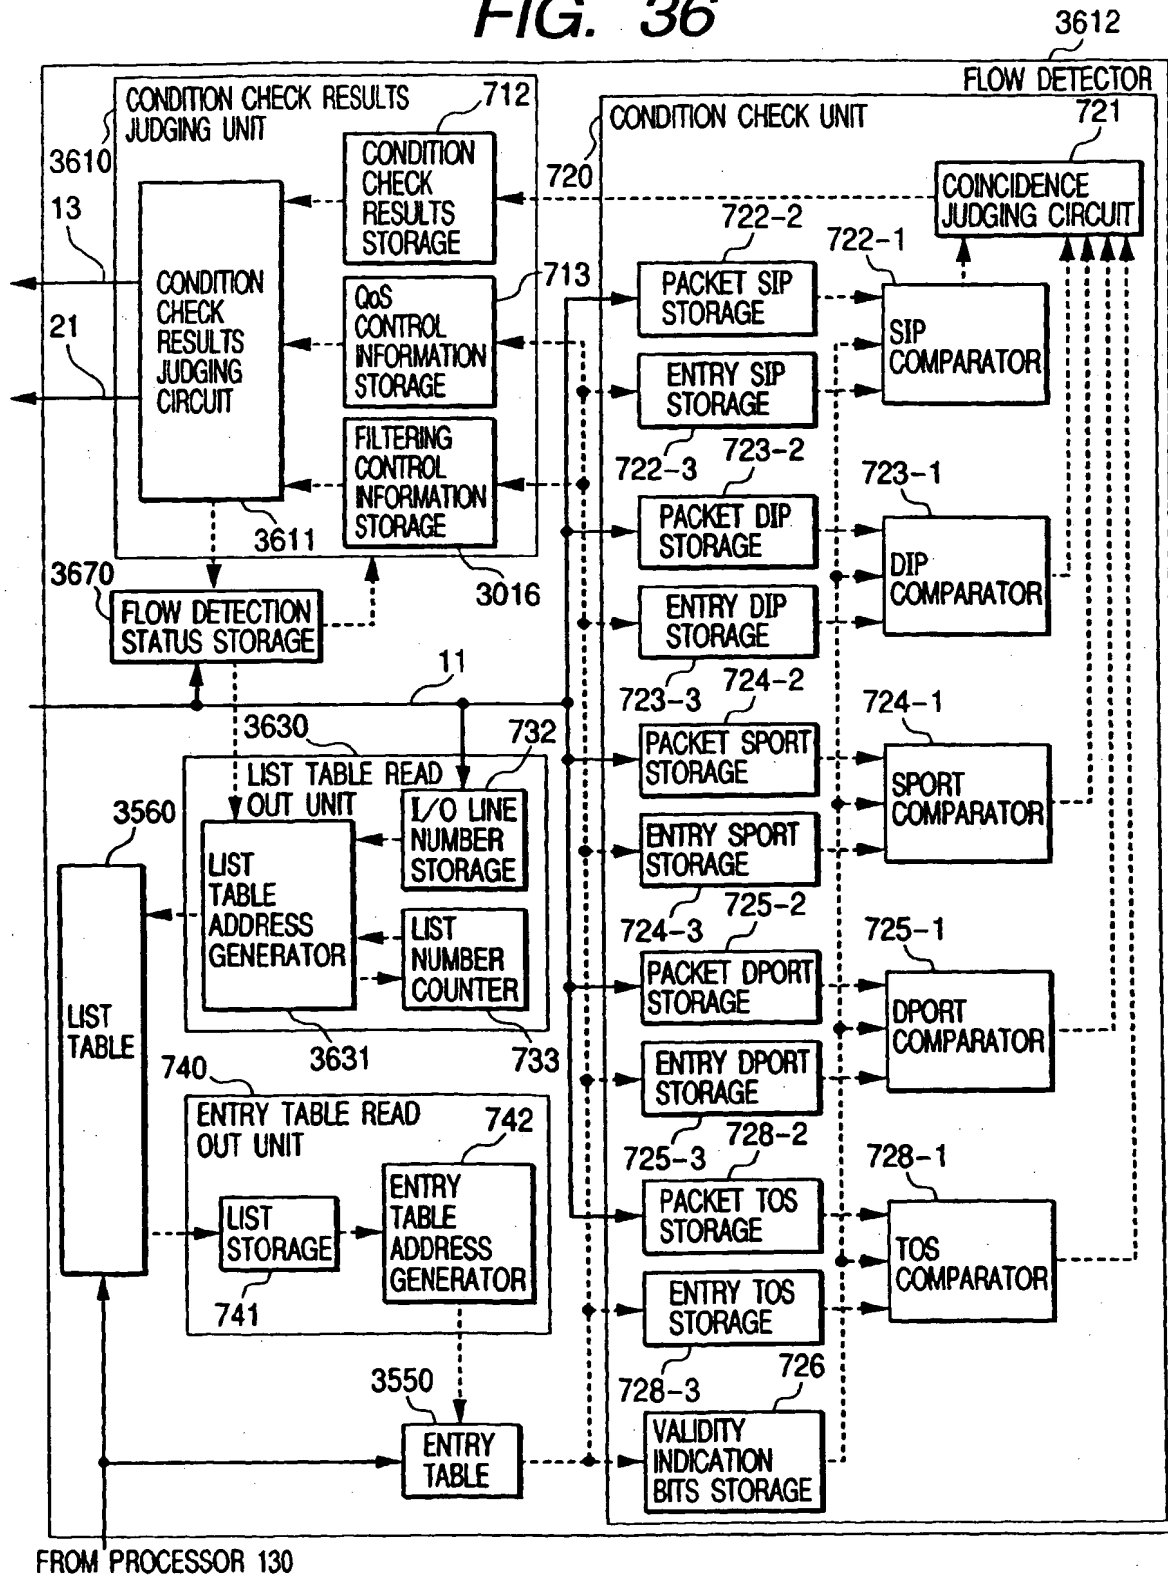 FIG. 36
3612
FLOW DETECTOR
CONDITION CHECK RESULTS
JUDGING UNIT
3610
712
CONDITION
CHECK
RESULTS
STORAGE
713
QoS
CONTROL
INFORMATION
STORAGE
FILTERING
CONTROL
INFORMATION
STORAGE
3016
13
21
CONDITION
CHECK
RESULTS
JUDGING
CIRCUIT
3611
3670
FLOW DETECTION
STATUS STORAGE
11
3630
LIST TABLE READ
OUT UNIT
732
I/O LINE
NUMBER
STORAGE
LIST
TABLE
ADDRESS
GENERATOR
3631
LIST
NUMBER
COUNTER
733
3560
LIST
TABLE
740
ENTRY TABLE READ
OUT UNIT
742
LIST
STORAGE
741
ENTRY
TABLE
ADDRESS
GENERATOR
3550
ENTRY
TABLE
FROM PROCESSOR 130
CONDITION CHECK UNIT
720
721
COINCIDENCE
JUDGING CIRCUIT
722-2
722-1
PACKET SIP
STORAGE
ENTRY SIP
STORAGE
722-3
SIP
COMPARATOR
723-2
723-1
PACKET DIP
STORAGE
ENTRY DIP
STORAGE
723-3
DIP
COMPARATOR
724-2
724-1
PACKET SPORT
STORAGE
ENTRY SPORT
STORAGE
724-3
SPORT
COMPARATOR
725-2
725-1
PACKET DPORT
STORAGE
ENTRY DPORT
STORAGE
725-3
DPORT
COMPARATOR
728-2
728-1
PACKET TOS
STORAGE
ENTRY TOS
STORAGE
728-3
TOS
COMPARATOR
726
VALIDITY
INDICATION
BITS STORAGE